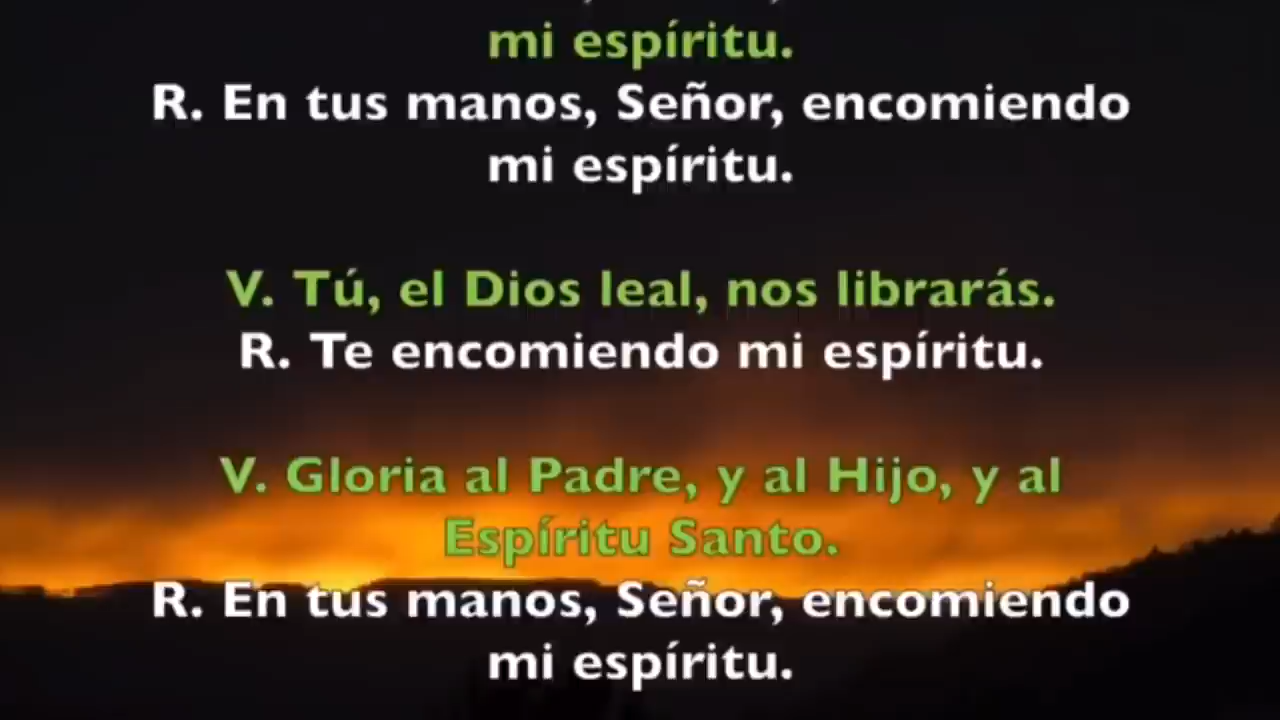 mi espíritu.
R. En tus manos, Señor, encomiendo
mi espíritu.
V. Tú, el Dios leal, nos librarás.
R. Te encomiendo mi espíritu.
V. Gloria al Padre, y al Hijo, y al
Espíritu Santo.
R. En tus manos, Señor, encomiendo
mi espíritu.